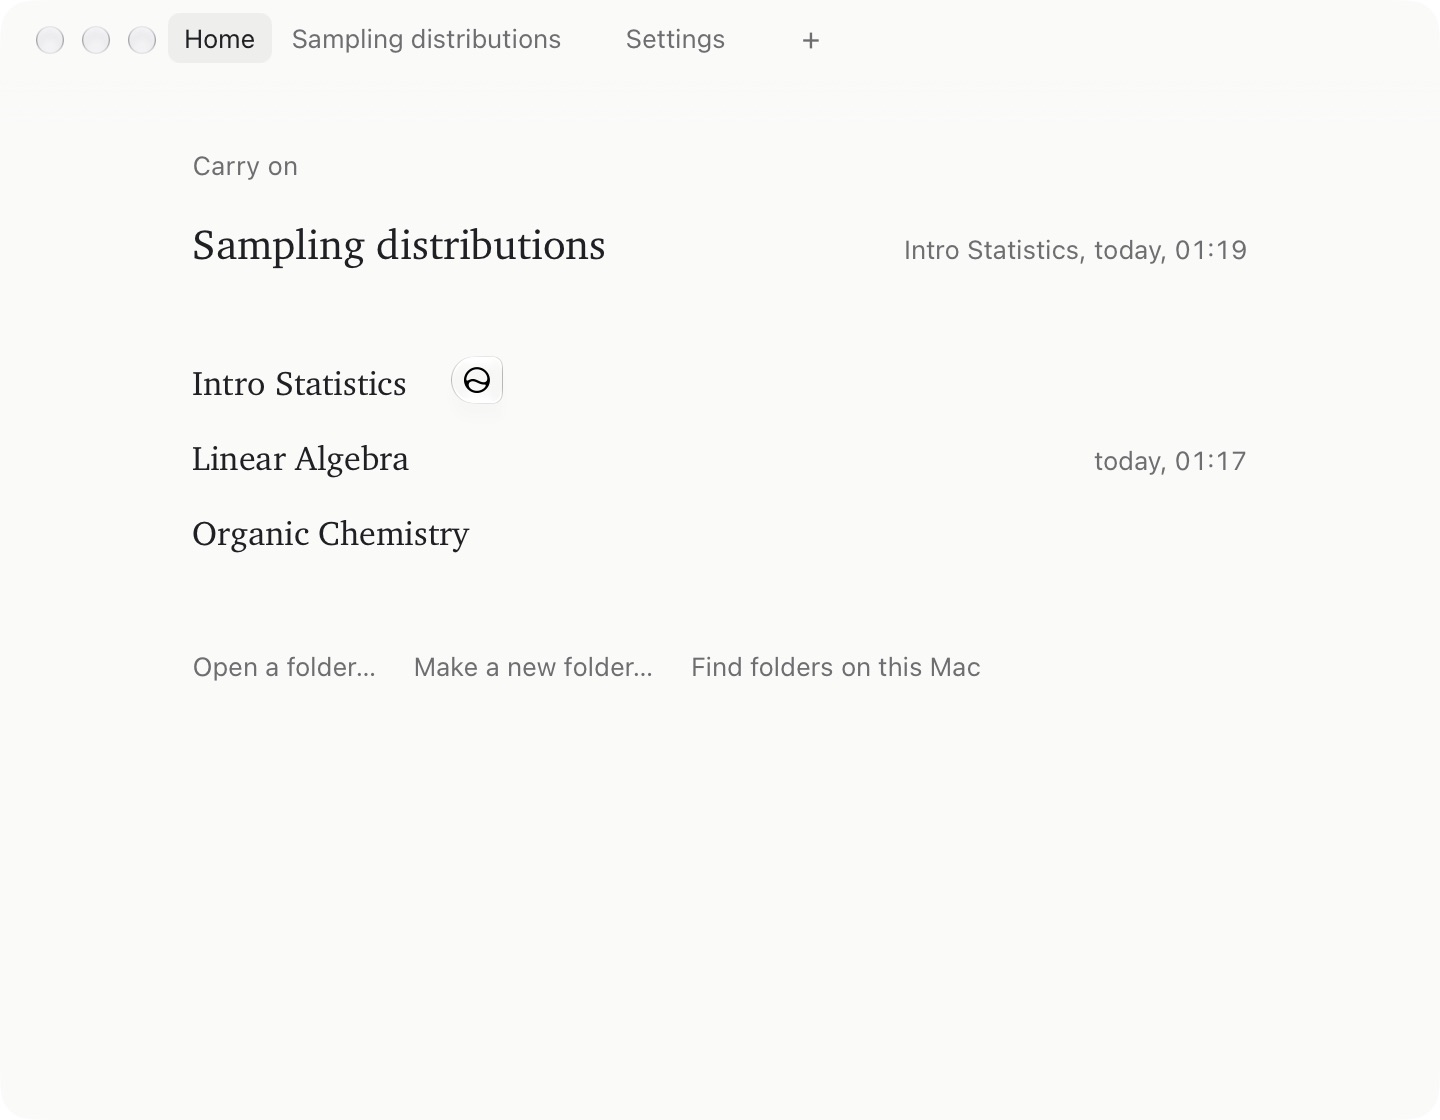 Home Sampling distributions Settings +
Carry on
Sampling distributions Intro Statistics, today, 01:19
Intro Statistics
Linear Algebra today, 01:17
Organic Chemistry
Open a folder... Make a new folder... Find folders on this Mac